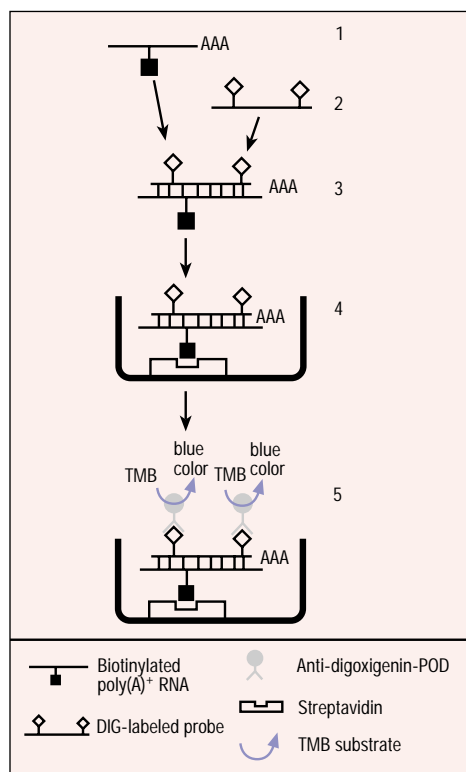 AAA
1
2
AAA
3
AAA
4
blue
color
blue
color
TMB
TMB
5
AAA
Biotinylated
poly(A)+ RNA
Anti-digoxigenin-POD
Streptavidin
DIG-labeled probe
TMB substrate